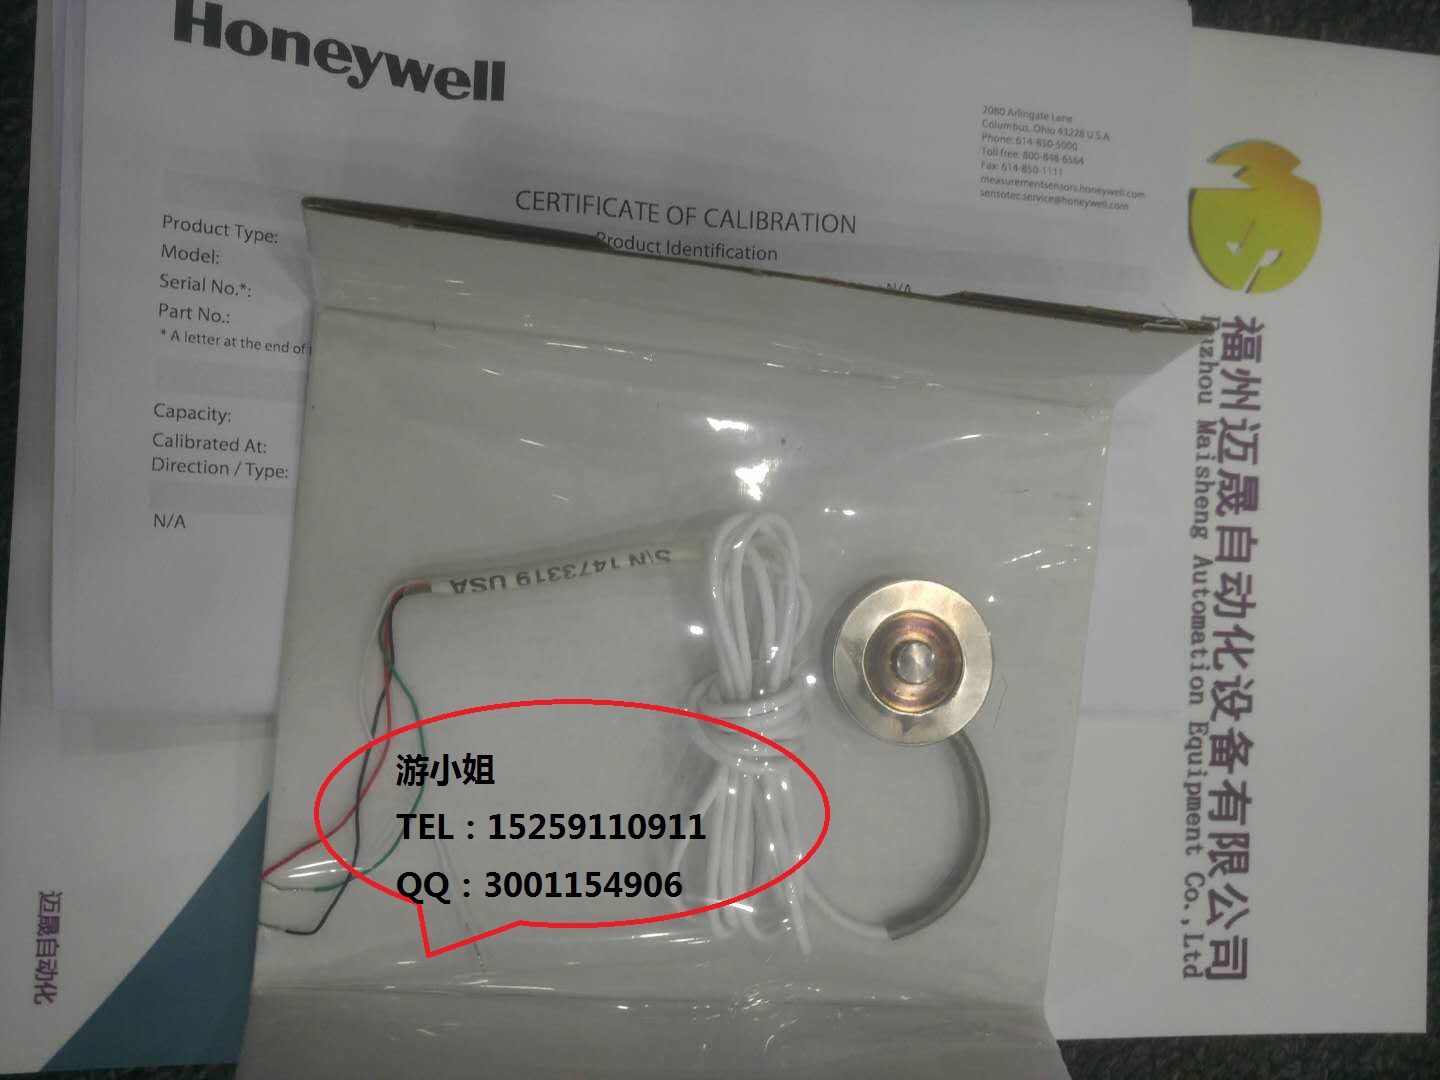 Honeywell
2080 Arlingate Lane
Columbus, Ohio 43228 U.S.A
Phone: 614-850-5000
Toll free: 800-848-6564
Fax: 614-850-1111
measurementsensors.honeywell.com
sensotec.service@honeywell.com
CERTIFICATE OF CALIBRATION
Product Identification
Product Type:
Model:
N/A
Serial No.*:
Part No.:
* A letter at the end of
Capacity:
Calibrated At:
Direction / Type:
N/A
S\N 1473319 USA
游小姐
TEL：15259110911
QQ：3001154906
福州迈晟自动化设备有限公司
Fuzhou Maisheng Automation Equipment Co.,Ltd
迈晟自动化